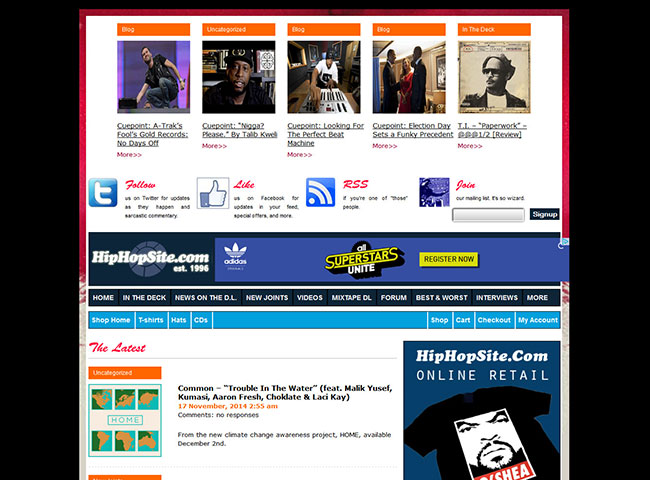 Blog
Uncategorized
Blog
Blog
In The Deck
Cuepoint: A-Trak's
Fool's Gold Records:
No Days Off
More>>
Cuepoint: "Nigga?
Please." By Talib Kweli
More>>
Cuepoint: Looking For
The Perfect Beat
Machine
More>>
Cuepoint: Election Day
Sets a Funky Precedent
More>>
T.I. – "Paperwork" –
@@@1/2 [Review]
More>>
Follow
us on Twitter for updates
as they happen and
sarcastic commentary.
Like
us on Facebook for
updates in your feed,
special offers, and more.
RSS
if you're one of "those"
people.
Join
our mailing list. It's so wizard.
Signup
HipHopSite.com
est. 1996
adidas
ORIGINALS
all
SUPERSTARS
UNITE
REGISTER NOW
HOME
IN THE DECK
NEWS ON THE D.L.
NEW JOINTS
VIDEOS
MIXTAPE DL
FORUM
BEST & WORST
INTERVIEWS
MORE
Shop Home
T-shirts
Hats
CDs
Shop
Cart
Checkout
My Account
The Latest
Uncategorized
HOME
Common – "Trouble In The Water" (feat. Malik Yusef,
Kumasi, Aaron Fresh, Choklate & Laci Kay)
17 November, 2014 2:55 am
Comments: no responses
From the new climate change awareness project, HOME, available
December 2nd.
HipHopSite.Com
ONLINE RETAIL